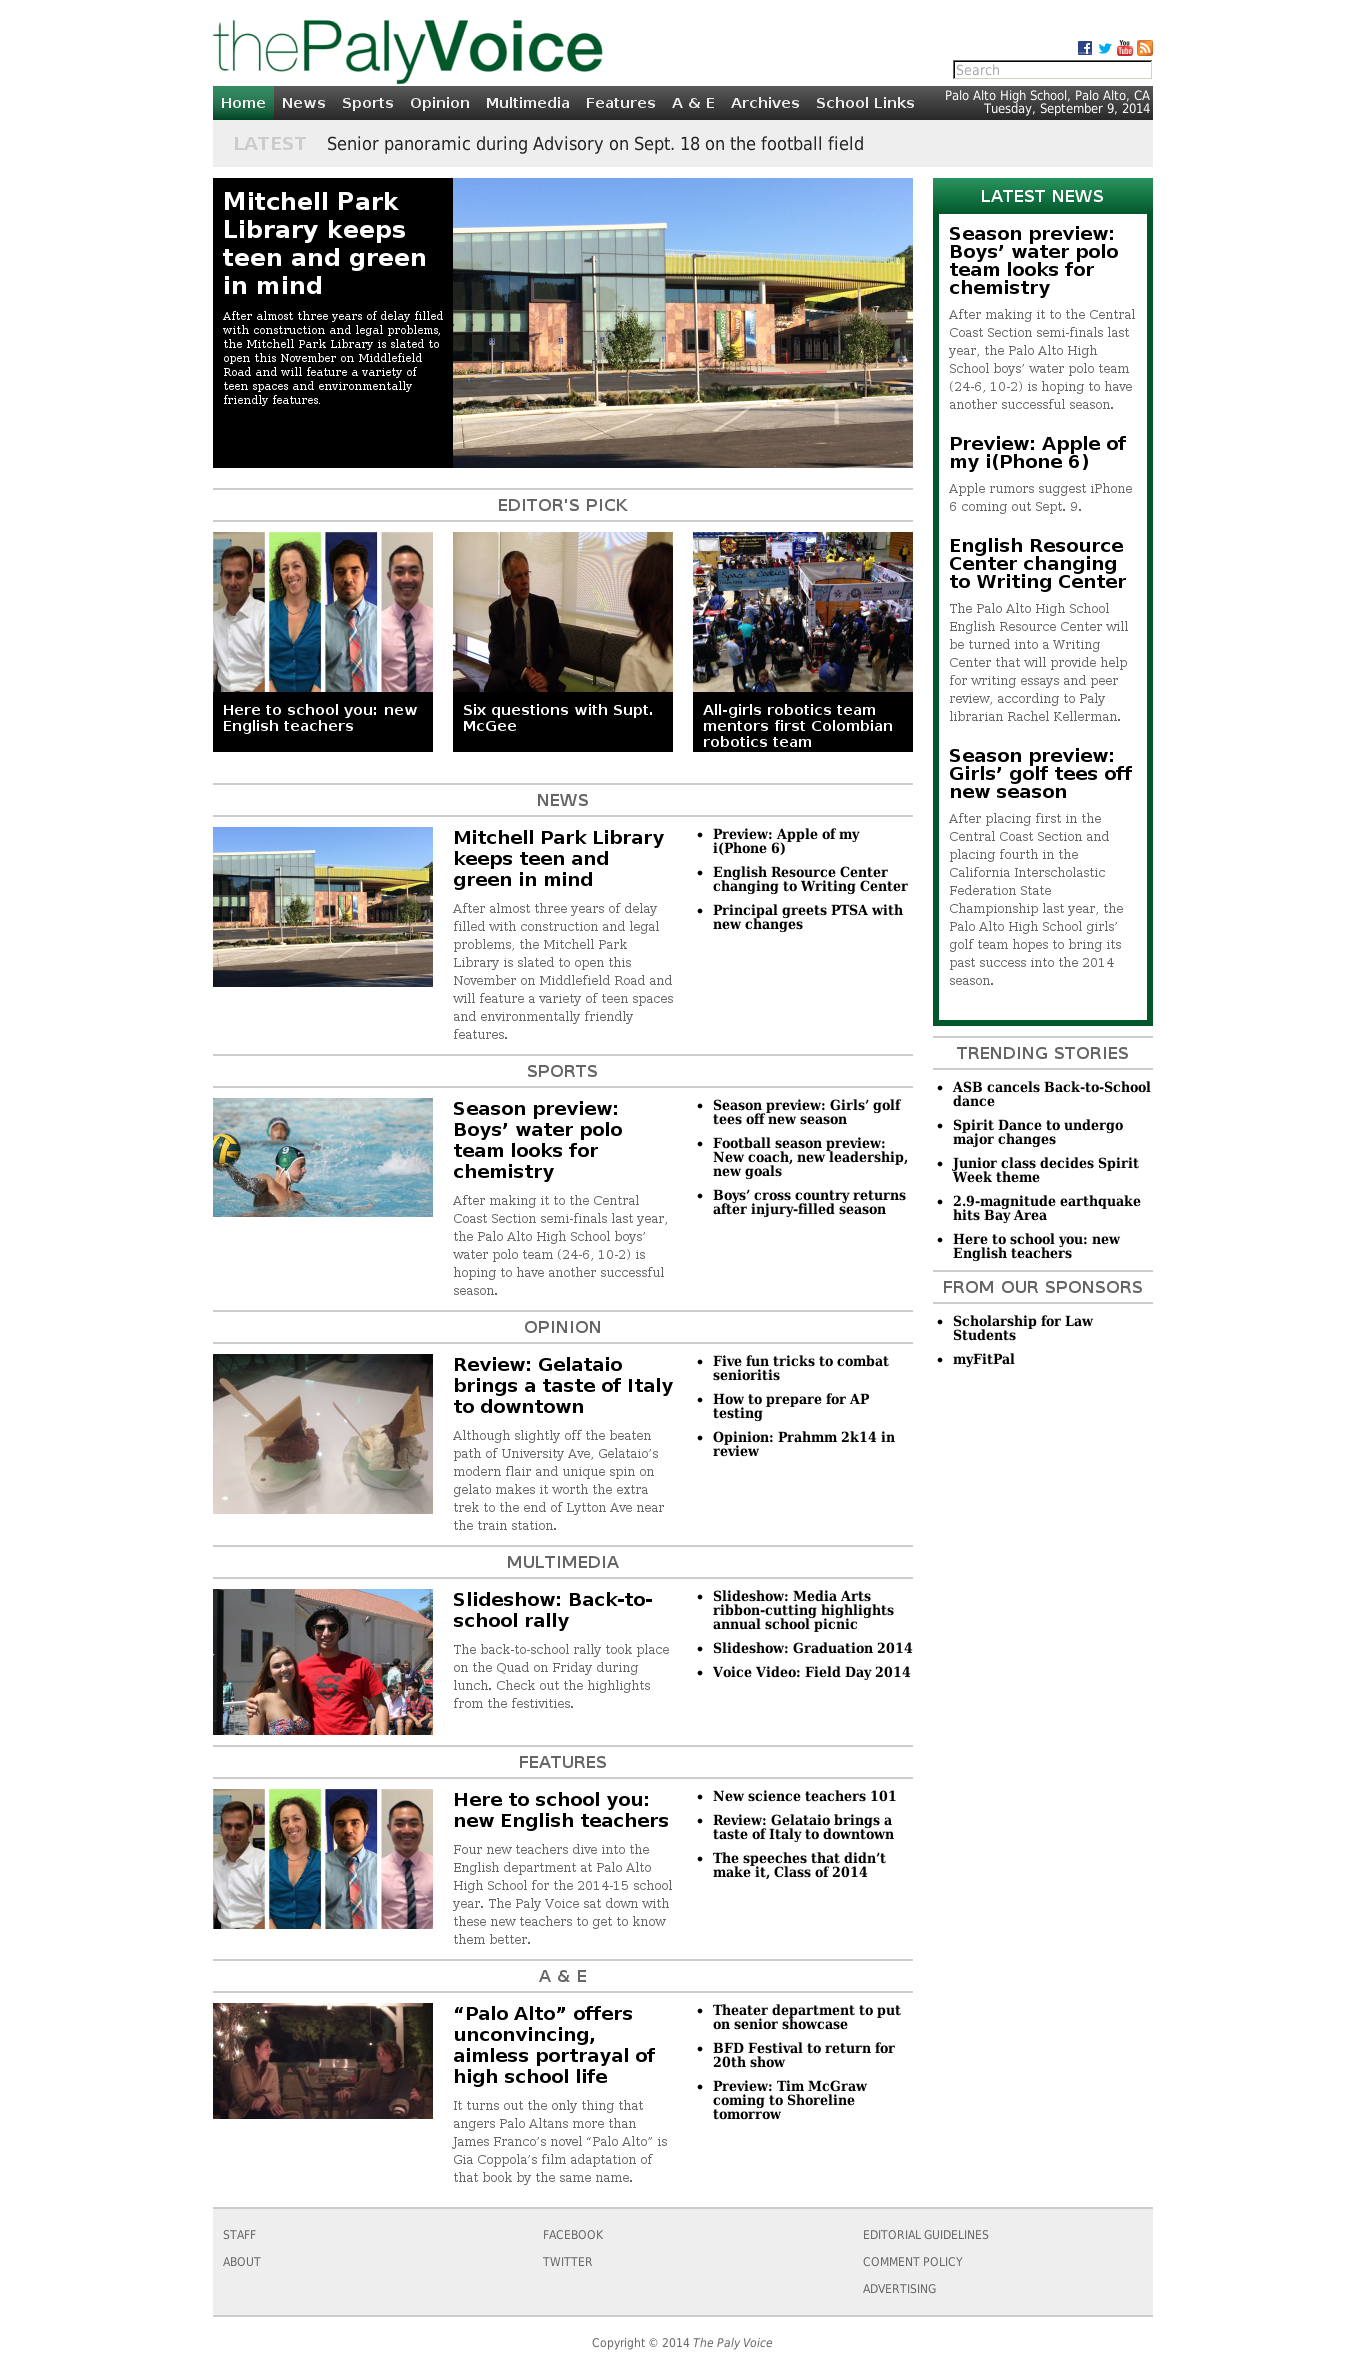 thePalyVoice
Search
Home News Sports Opinion Multimedia Features A & E Archives School Links
Palo Alto High School, Palo Alto, CA
Tuesday, September 9, 2014
LATEST Senior panoramic during Advisory on Sept. 18 on the football field
Mitchell Park
Library keeps
teen and green
in mind
After almost three years of delay filled
with construction and legal problems,
the Mitchell Park Library is slated to
open this November on Middlefield
Road and will feature a variety of
teen spaces and environmentally
friendly features.
EDITOR'S PICK
Here to school you: new
English teachers
Six questions with Supt.
McGee
Space Cookies
All-girls robotics team
mentors first Colombian
robotics team
NEWS
Mitchell Park Library
keeps teen and
green in mind
After almost three years of delay
filled with construction and legal
problems, the Mitchell Park
Library is slated to open this
November on Middlefield Road and
will feature a variety of teen spaces
and environmentally friendly
features.
• Preview: Apple of my
i(Phone 6)
• English Resource Center
changing to Writing Center
• Principal greets PTSA with
new changes
SPORTS
Season preview:
Boys’ water polo
team looks for
chemistry
After making it to the Central
Coast Section semi-finals last year,
the Palo Alto High School boys’
water polo team (24-6, 10-2) is
hoping to have another successful
season.
• Season preview: Girls’ golf
tees off new season
• Football season preview:
New coach, new leadership,
new goals
• Boys’ cross country returns
after injury-filled season
OPINION
Review: Gelataio
brings a taste of Italy
to downtown
Although slightly off the beaten
path of University Ave, Gelataio’s
modern flair and unique spin on
gelato makes it worth the extra
trek to the end of Lytton Ave near
the train station.
• Five fun tricks to combat
senioritis
• How to prepare for AP
testing
• Opinion: Prahmm 2k14 in
review
MULTIMEDIA
Slideshow: Back-to-
school rally
The back-to-school rally took place
on the Quad on Friday during
lunch. Check out the highlights
from the festivities.
• Slideshow: Media Arts
ribbon-cutting highlights
annual school picnic
• Slideshow: Graduation 2014
• Voice Video: Field Day 2014
FEATURES
Here to school you:
new English teachers
Four new teachers dive into the
English department at Palo Alto
High School for the 2014-15 school
year. The Paly Voice sat down with
these new teachers to get to know
them better.
• New science teachers 101
• Review: Gelataio brings a
taste of Italy to downtown
• The speeches that didn’t
make it, Class of 2014
A & E
“Palo Alto” offers
unconvincing,
aimless portrayal of
high school life
It turns out the only thing that
angers Palo Altans more than
James Franco’s novel “Palo Alto” is
Gia Coppola’s film adaptation of
that book by the same name.
• Theater department to put
on senior showcase
• BFD Festival to return for
20th show
• Preview: Tim McGraw
coming to Shoreline
tomorrow
LATEST NEWS
Season preview:
Boys’ water polo
team looks for
chemistry
After making it to the Central
Coast Section semi-finals last
year, the Palo Alto High
School boys’ water polo team
(24-6, 10-2) is hoping to have
another successful season.
Preview: Apple of
my i(Phone 6)
Apple rumors suggest iPhone
6 coming out Sept. 9.
English Resource
Center changing
to Writing Center
The Palo Alto High School
English Resource Center will
be turned into a Writing
Center that will provide help
for writing essays and peer
review, according to Paly
librarian Rachel Kellerman.
Season preview:
Girls’ golf tees off
new season
After placing first in the
Central Coast Section and
placing fourth in the
California Interscholastic
Federation State
Championship last year, the
Palo Alto High School girls’
golf team hopes to bring its
past success into the 2014
season.
TRENDING STORIES
• ASB cancels Back-to-School
dance
• Spirit Dance to undergo
major changes
• Junior class decides Spirit
Week theme
• 2.9-magnitude earthquake
hits Bay Area
• Here to school you: new
English teachers
FROM OUR SPONSORS
• Scholarship for Law
Students
• myFitPal
STAFF
ABOUT
FACEBOOK
TWITTER
EDITORIAL GUIDELINES
COMMENT POLICY
ADVERTISING
Copyright © 2014 The Paly Voice